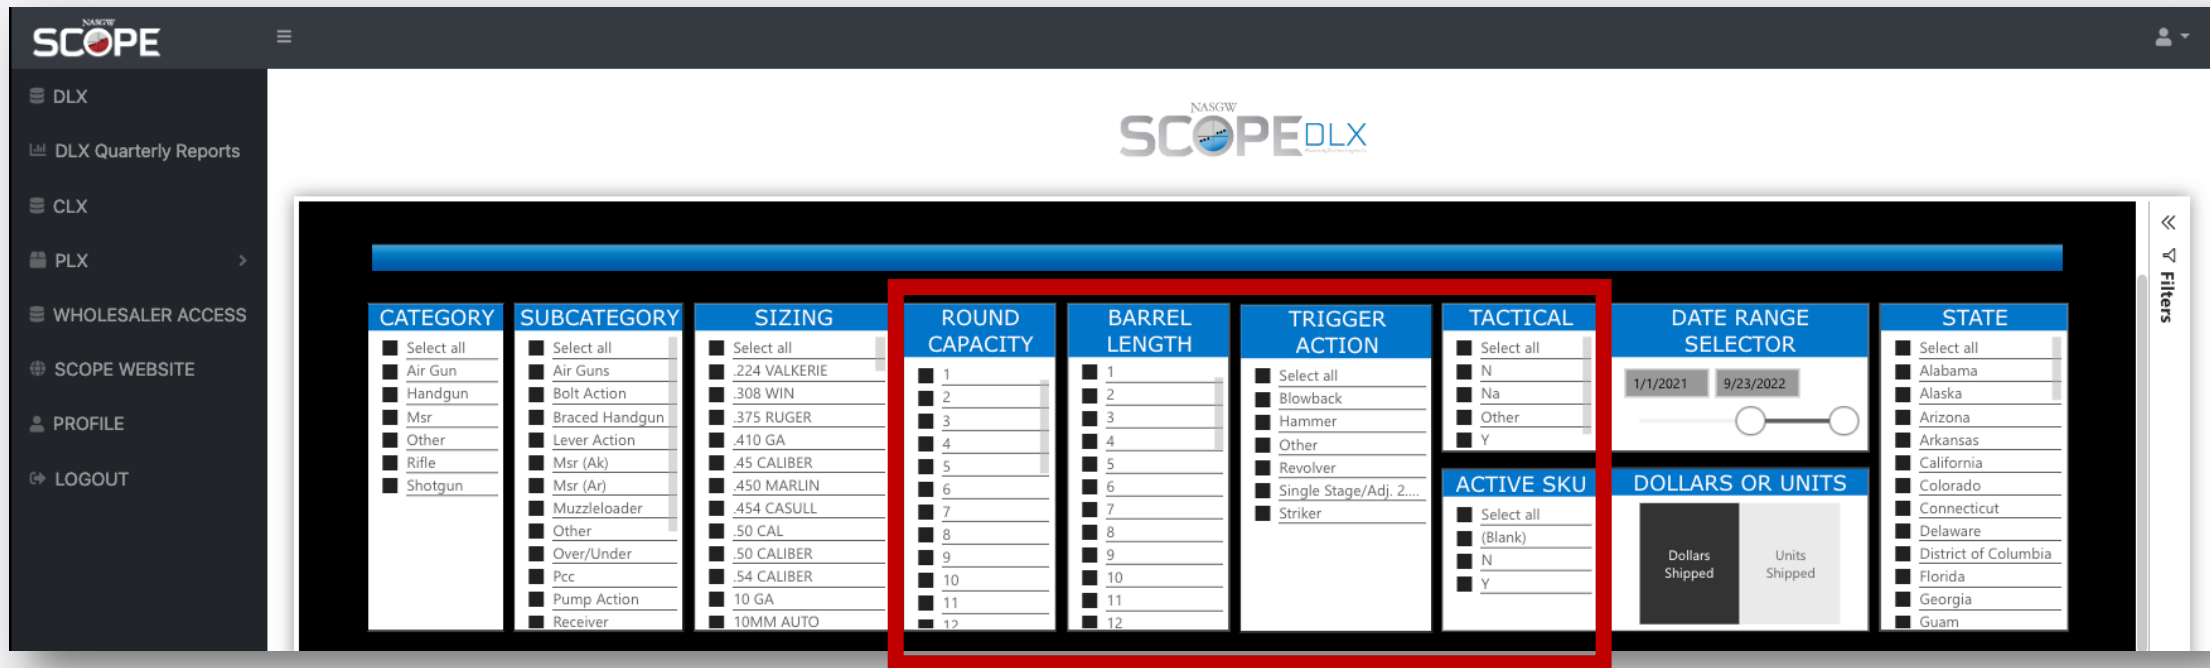 NASGW
SCOPE
DLX
DLX Quarterly Reports
CLX
PLX
WHOLESALER ACCESS
SCOPE WEBSITE
PROFILE
LOGOUT
NASGW
SCOPE DLX
Filters
CATEGORY
Select all
Air Gun
Handgun
Msr
Other
Rifle
Shotgun
SUBCATEGORY
Select all
Air Guns
Bolt Action
Braced Handgun
Lever Action
Msr (Ak)
Msr (Ar)
Muzzleloader
Other
Over/Under
Pcc
Pump Action
Receiver
SIZING
Select all
.224 VALKERIE
.308 WIN
.375 RUGER
.410 GA
.45 CALIBER
.450 MARLIN
.454 CASULL
.50 CAL
.50 CALIBER
.54 CALIBER
10 GA
10MM AUTO
ROUND
CAPACITY
1
2
3
4
5
6
7
8
9
10
11
12
BARREL
LENGTH
1
2
3
4
5
6
7
8
9
10
11
12
TRIGGER
ACTION
Select all
Blowback
Hammer
Other
Revolver
Single Stage/Adj. 2....
Striker
TACTICAL
Select all
N
Na
Other
Y
ACTIVE SKU
Select all
(Blank)
N
Y
DATE RANGE
SELECTOR
1/1/2021 9/23/2022
DOLLARS OR UNITS
Dollars
Shipped
Units
Shipped
STATE
Select all
Alabama
Alaska
Arizona
Arkansas
California
Colorado
Connecticut
Delaware
District of Columbia
Florida
Georgia
Guam